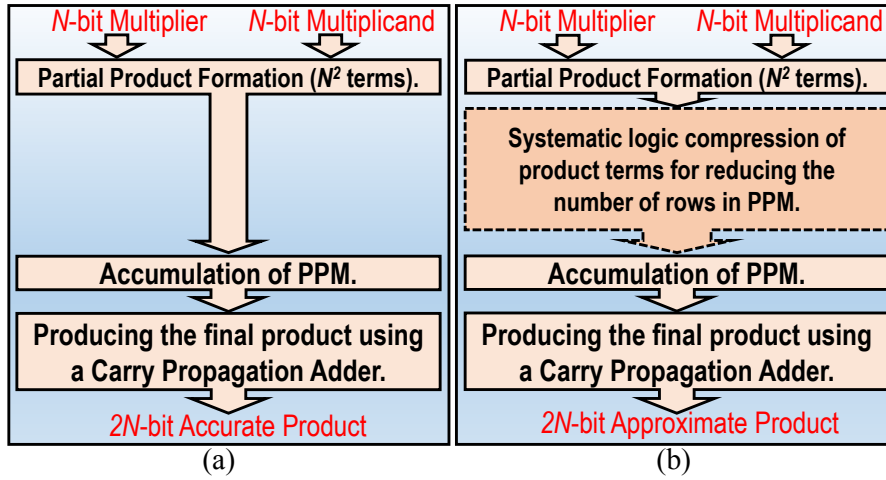 N-bit Multiplier N-bit Multiplicand
Partial Product Formation (N² terms).
Accumulation of PPM.
Producing the final product using
a Carry Propagation Adder.
2N-bit Accurate Product
(a)
N-bit Multiplier N-bit Multiplicand
Partial Product Formation (N² terms).
Systematic logic compression of
product terms for reducing the
number of rows in PPM.
Accumulation of PPM.
Producing the final product using
a Carry Propagation Adder.
2N-bit Approximate Product
(b)